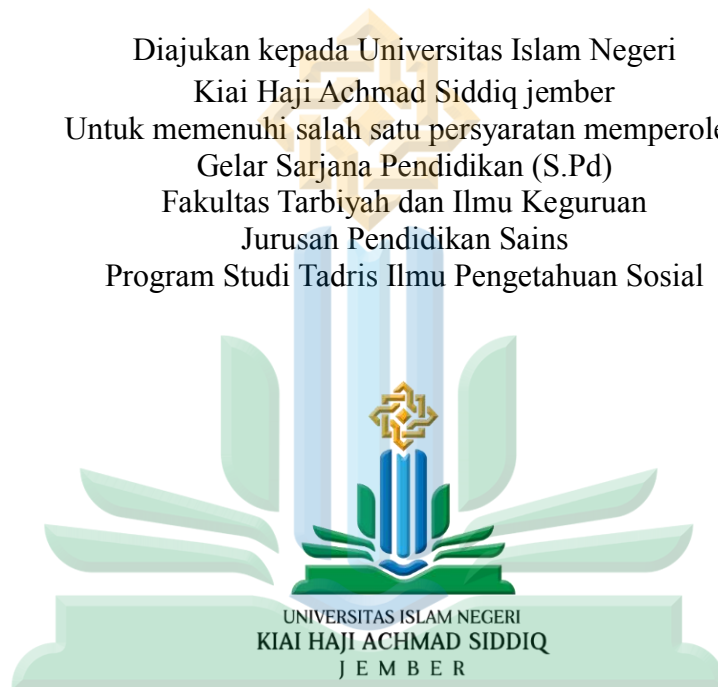 Diajukan kepada Universitas Islam Negeri
Kiai Haji Achmad Siddiq jember
Untuk memenuhi salah satu persyaratan memperole
Gelar Sarjana Pendidikan (S.Pd)
Fakultas Tarbiyah dan Ilmu Keguruan
Jurusan Pendidikan Sains
Program Studi Tadris Ilmu Pengetahuan Sosial
UNIVERSITAS ISLAM NEGERI
KIAI HAJI ACHMAD SIDDIQ
JEMBER